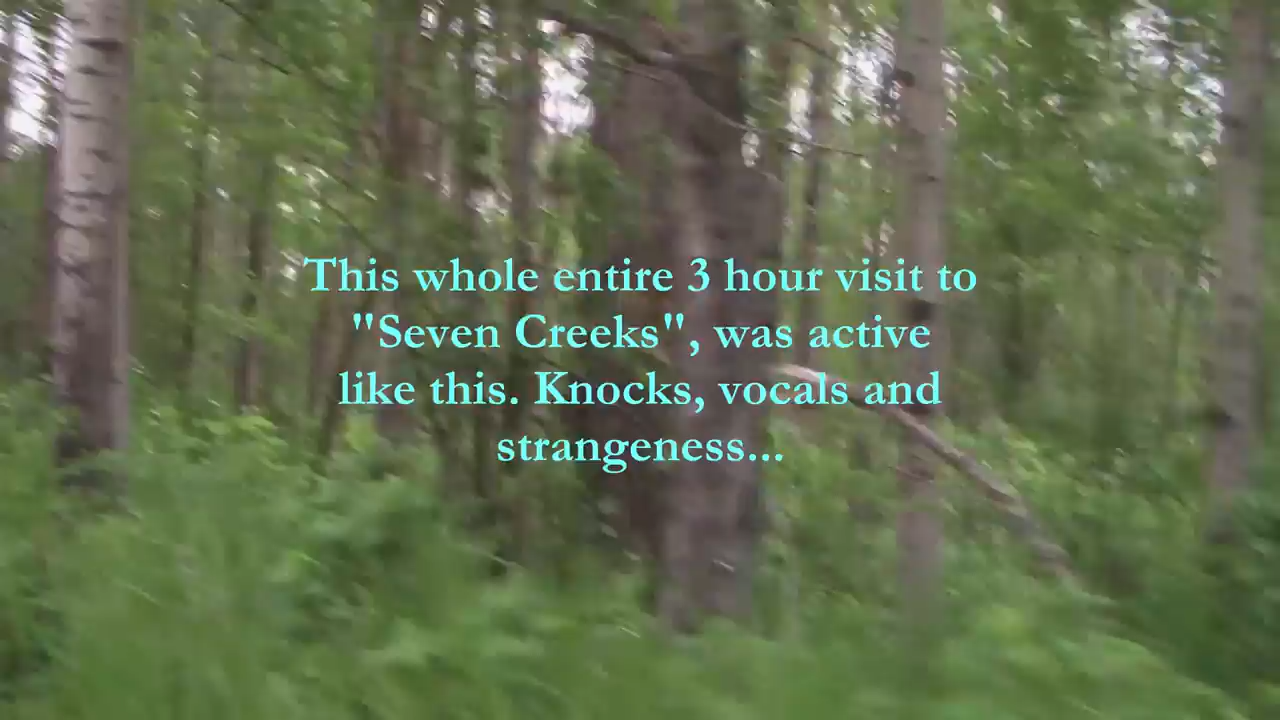 This whole entire 3 hour visit to
"Seven Creeks", was active
like this. Knocks, vocals and
strangeness...